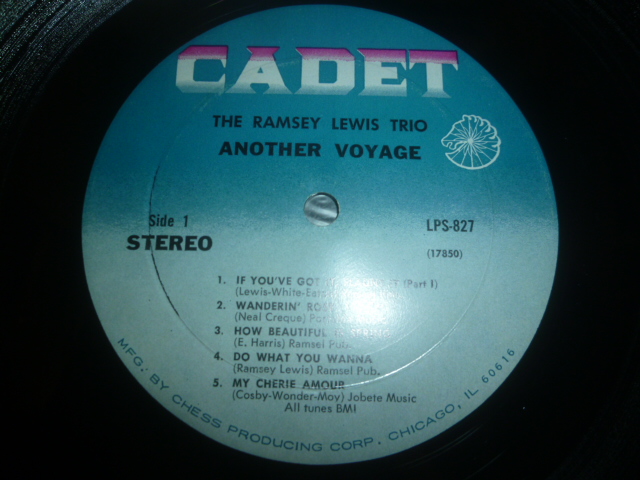 CADET
THE RAMSEY LEWIS TRIO
ANOTHER VOYAGE
Side 1
STEREO
LPS-827
(17850)
1. IF YOU'VE GOT IT (Part 1)
(Lewis-White-
2. WANDERIN'
(Neal Creque)
3. HOW BEAUTIFUL
(E. Harris) Ramsel Pub.
4. DO WHAT YOU WANNA
(Ramsey Lewis) Ramsel Pub.
5. MY CHERIE AMOUR
(Cosby-Wonder-Moy) Jobete Music
All tunes BMI
MFG. BY CHESS PRODUCING CORP. CHICAGO, IL 60616